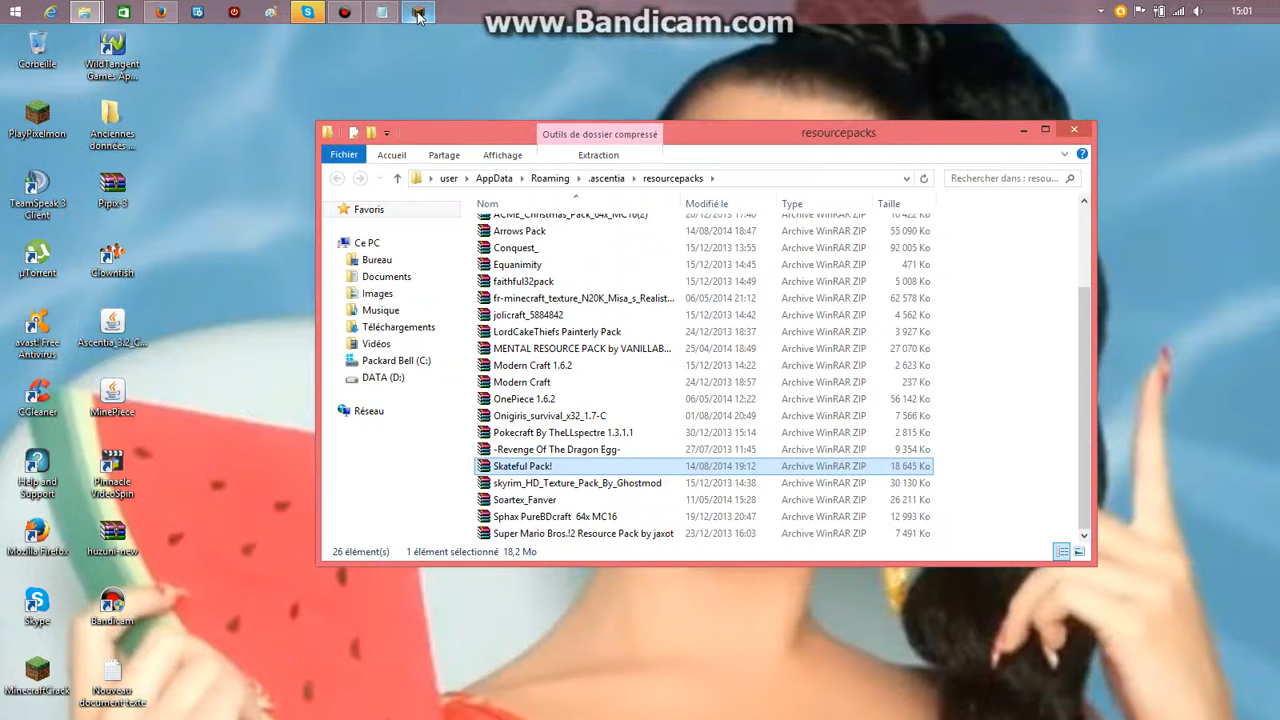 www.Bandicam.com
15:01
Corbeille
WildTangent Games Ap...
PlayPixelmon
Anciennes données ...
TeamSpeak 3 Client
Pipix-3
µTorrent
Clownfish
avast! Free Antivirus
Ascentia_3.2_C...
CCleaner
MinePiece
Help and Support
Pinnacle VideoSpin
Mozilla Firefox
huzuni-new
Skype
Bandicam
MinecraftCrack
Nouveau document texte
Outils de dossier compressé
resourcepacks
Fichier
Accueil
Partage
Affichage
Extraction
user
AppData
Roaming
.ascentia
resourcepacks
Rechercher dans : resou...
Favoris
Ce PC
Bureau
Documents
Images
Musique
Téléchargements
Vidéos
Packard Bell (C:)
DATA (D:)
Réseau
Nom Modifié le Type Taille
ACME_Christmas_Pack_64x_MC16(2) 20/12/2013 17:40 Archive WinRAR ZIP 10 422 Ko
Arrows Pack 14/08/2014 18:47 Archive WinRAR ZIP 55 090 Ko
Conquest_ 15/12/2013 13:55 Archive WinRAR ZIP 92 005 Ko
Equanimity 15/12/2013 14:45 Archive WinRAR ZIP 471 Ko
faithful32pack 15/12/2013 14:49 Archive WinRAR ZIP 5 008 Ko
fr-minecraft_texture_N20K_Misa_s_Realist... 06/05/2014 21:12 Archive WinRAR ZIP 62 578 Ko
jolicraft_5884842 15/12/2013 14:42 Archive WinRAR ZIP 4 562 Ko
LordCakeThiefs Painterly Pack 24/12/2013 18:37 Archive WinRAR ZIP 3 927 Ko
MENTAL RESOURCE PACK by VANILLAB... 25/04/2014 18:49 Archive WinRAR ZIP 27 070 Ko
Modern Craft 1.6.2 15/12/2013 14:22 Archive WinRAR ZIP 2 623 Ko
Modern Craft 24/12/2013 18:57 Archive WinRAR ZIP 237 Ko
OnePiece 1.6.2 06/05/2014 12:22 Archive WinRAR ZIP 56 142 Ko
Onigiris_survival_x32_1.7-C 01/08/2014 20:49 Archive WinRAR ZIP 7 566 Ko
Pokecraft By TheLLspectre 1.3.1.1 30/12/2013 15:14 Archive WinRAR ZIP 2 815 Ko
-Revenge Of The Dragon Egg- 27/07/2013 11:45 Archive WinRAR ZIP 9 354 Ko
Skateful Pack! 14/08/2014 19:12 Archive WinRAR ZIP 18 645 Ko
skyrim_HD_Texture_Pack_By_Ghostmod 15/12/2013 14:38 Archive WinRAR ZIP 30 130 Ko
Soartex_Fanver 11/05/2014 15:28 Archive WinRAR ZIP 26 211 Ko
Sphax PureBDcraft 64x MC16 19/12/2013 20:47 Archive WinRAR ZIP 12 993 Ko
Super Mario Bros.!2 Resource Pack by jaxot 23/12/2013 16:03 Archive WinRAR ZIP 7 491 Ko
26 élément(s) 1 élément sélectionné 18,2 Mo